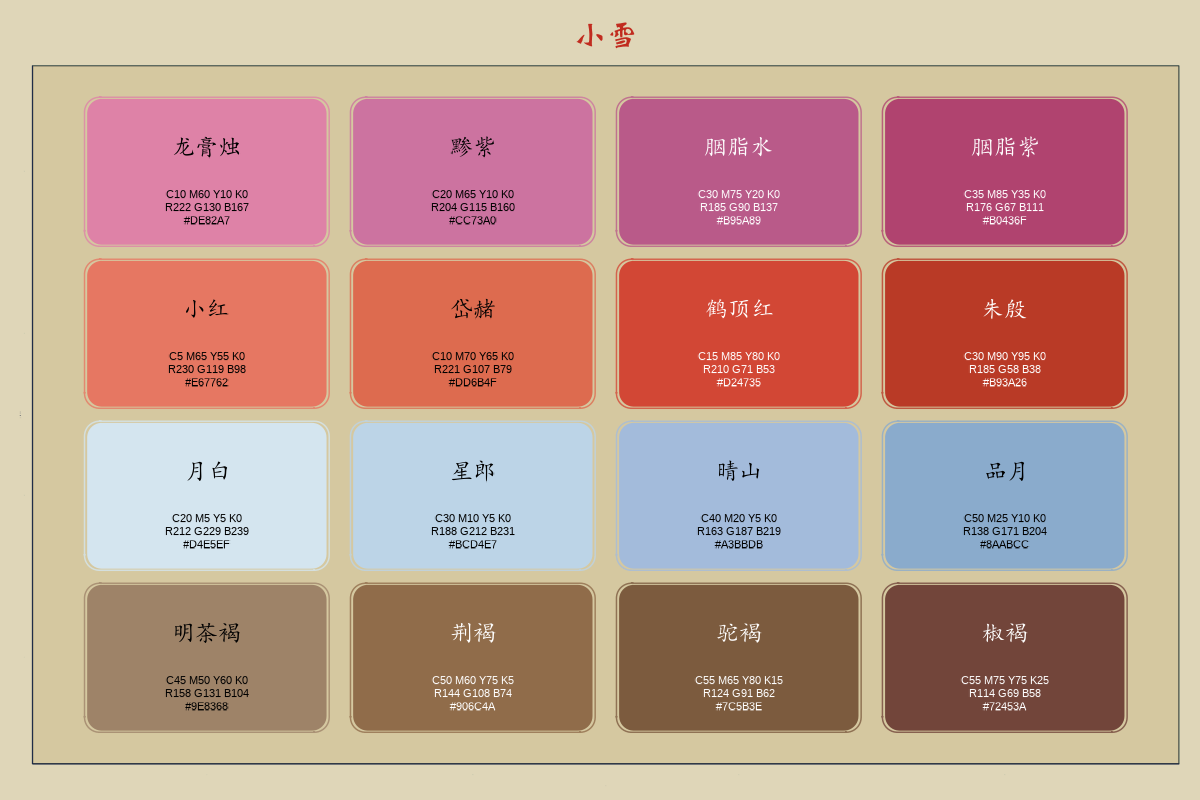 小雪
龙膏烛
C10 M60 Y10 K0
R222 G130 B167
#DE82A7
黪紫
C20 M65 Y10 K0
R204 G115 B160
#CC73A0
胭脂水
C30 M75 Y20 K0
R185 G90 B137
#B95A89
胭脂紫
C35 M85 Y35 K0
R176 G67 B111
#B0436F
小红
C5 M65 Y55 K0
R230 G119 B98
#E67762
岱赭
C10 M70 Y65 K0
R221 G107 B79
#DD6B4F
鹤顶红
C15 M85 Y80 K0
R210 G71 B53
#D24735
朱殷
C30 M90 Y95 K0
R185 G58 B38
#B93A26
月白
C20 M5 Y5 K0
R212 G229 B239
#D4E5EF
星郎
C30 M10 Y5 K0
R188 G212 B231
#BCD4E7
晴山
C40 M20 Y5 K0
R163 G187 B219
#A3BBDB
品月
C50 M25 Y10 K0
R138 G171 B204
#8AABCC
明茶褐
C45 M50 Y60 K0
R158 G131 B104
#9E8368
荆褐
C50 M60 Y75 K5
R144 G108 B74
#906C4A
驼褐
C55 M65 Y80 K15
R124 G91 B62
#7C5B3E
椒褐
C55 M75 Y75 K25
R114 G69 B58
#72453A